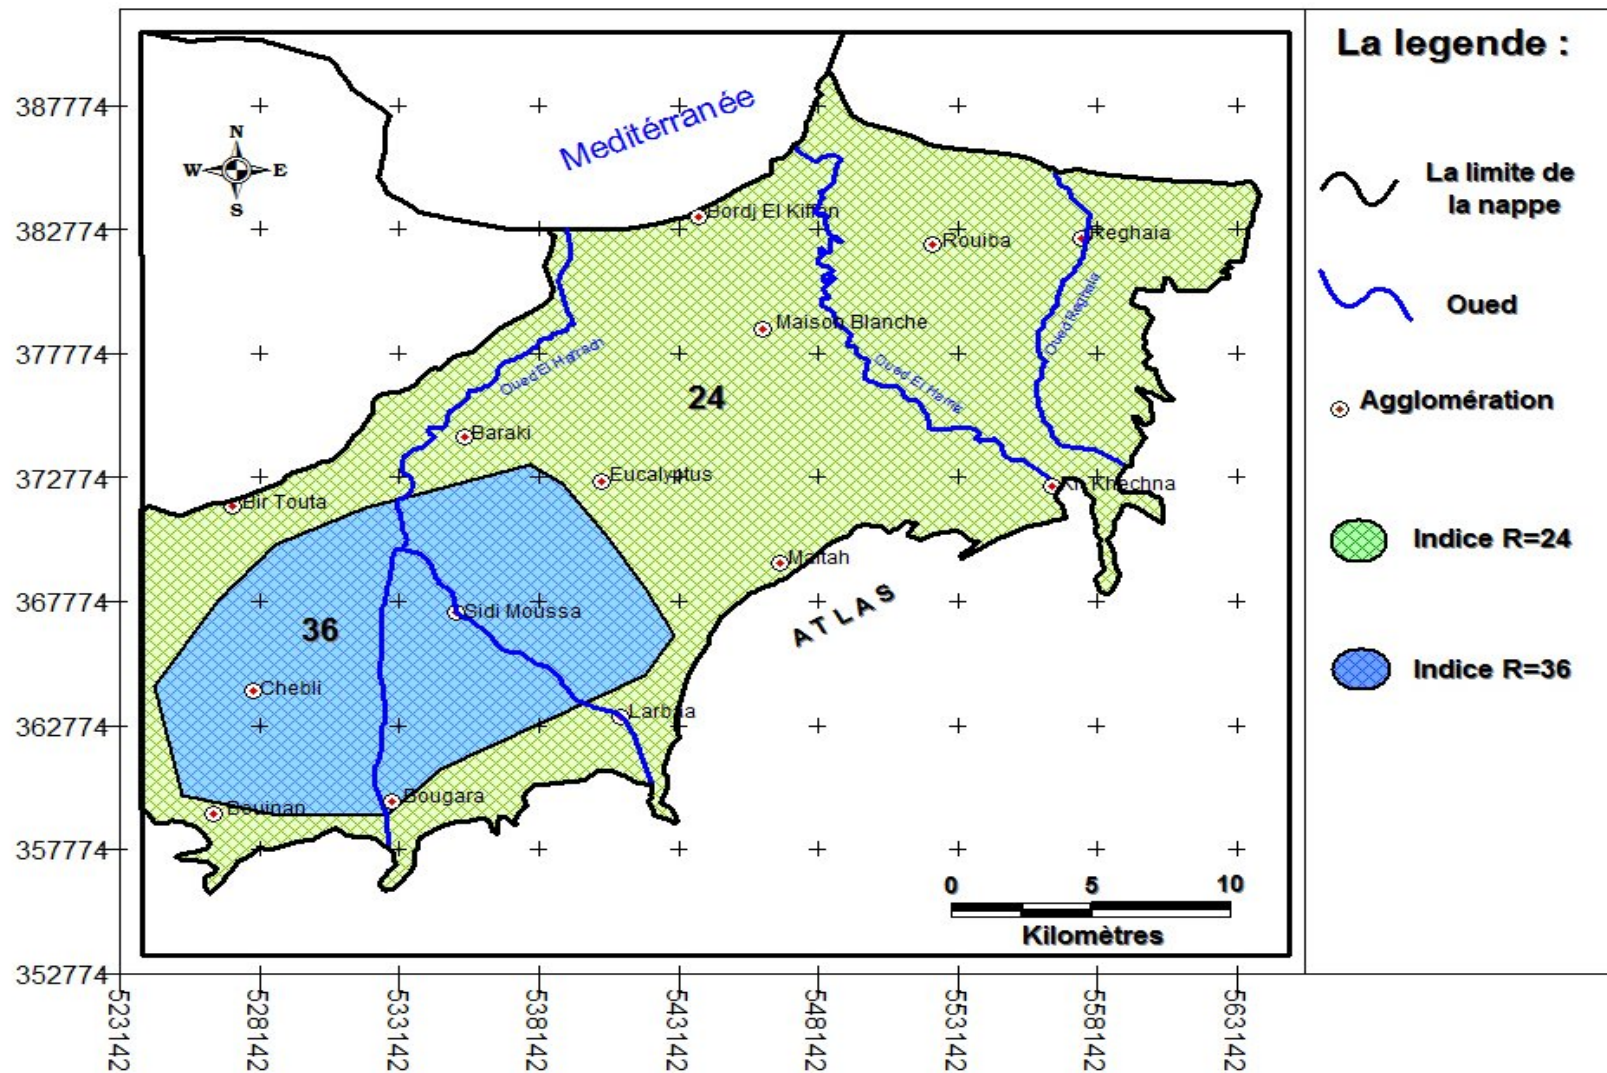 La legende :
387774
382774
377774
372774
367774
362774
357774
352774
523142
528142
533142
538142
543142
548142
553142
558142
563142
N
W
E
S
Meditérranée
Bordj El Kiffan
Rouiba
Reghaia
Maison Blanche
Oued El Harrach
Oued El Hamiz
Oued Reghaia
24
Baraki
Eucalyptus
Kh Khechna
Bir Touta
Maftah
ATLAS
Sidi Moussa
36
Chebli
Larbaa
Bougara
Bouinan
0
5
10
Kilomètres
La limite de
la nappe
Oued
Agglomération
Indice R=24
Indice R=36